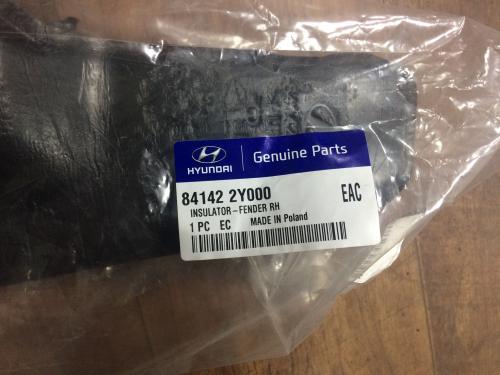 HYUNDAI
Genuine Parts
84142 2Y000
EAC
INSULATOR-FENDER RH
1 PC EC MADE IN Poland